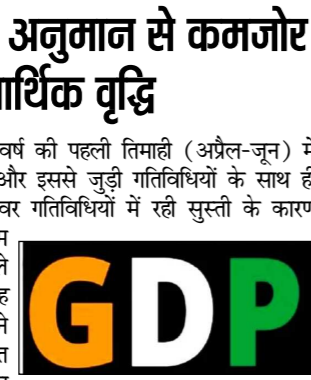 अनुमान से कमजोर
आर्थिक वृद्धि
वर्ष की पहली तिमाही (अप्रैल-जून) में
और इससे जुड़ी गतिविधियों के साथ ही
गतिविधियों में रही सुस्ती के कारण
GDP